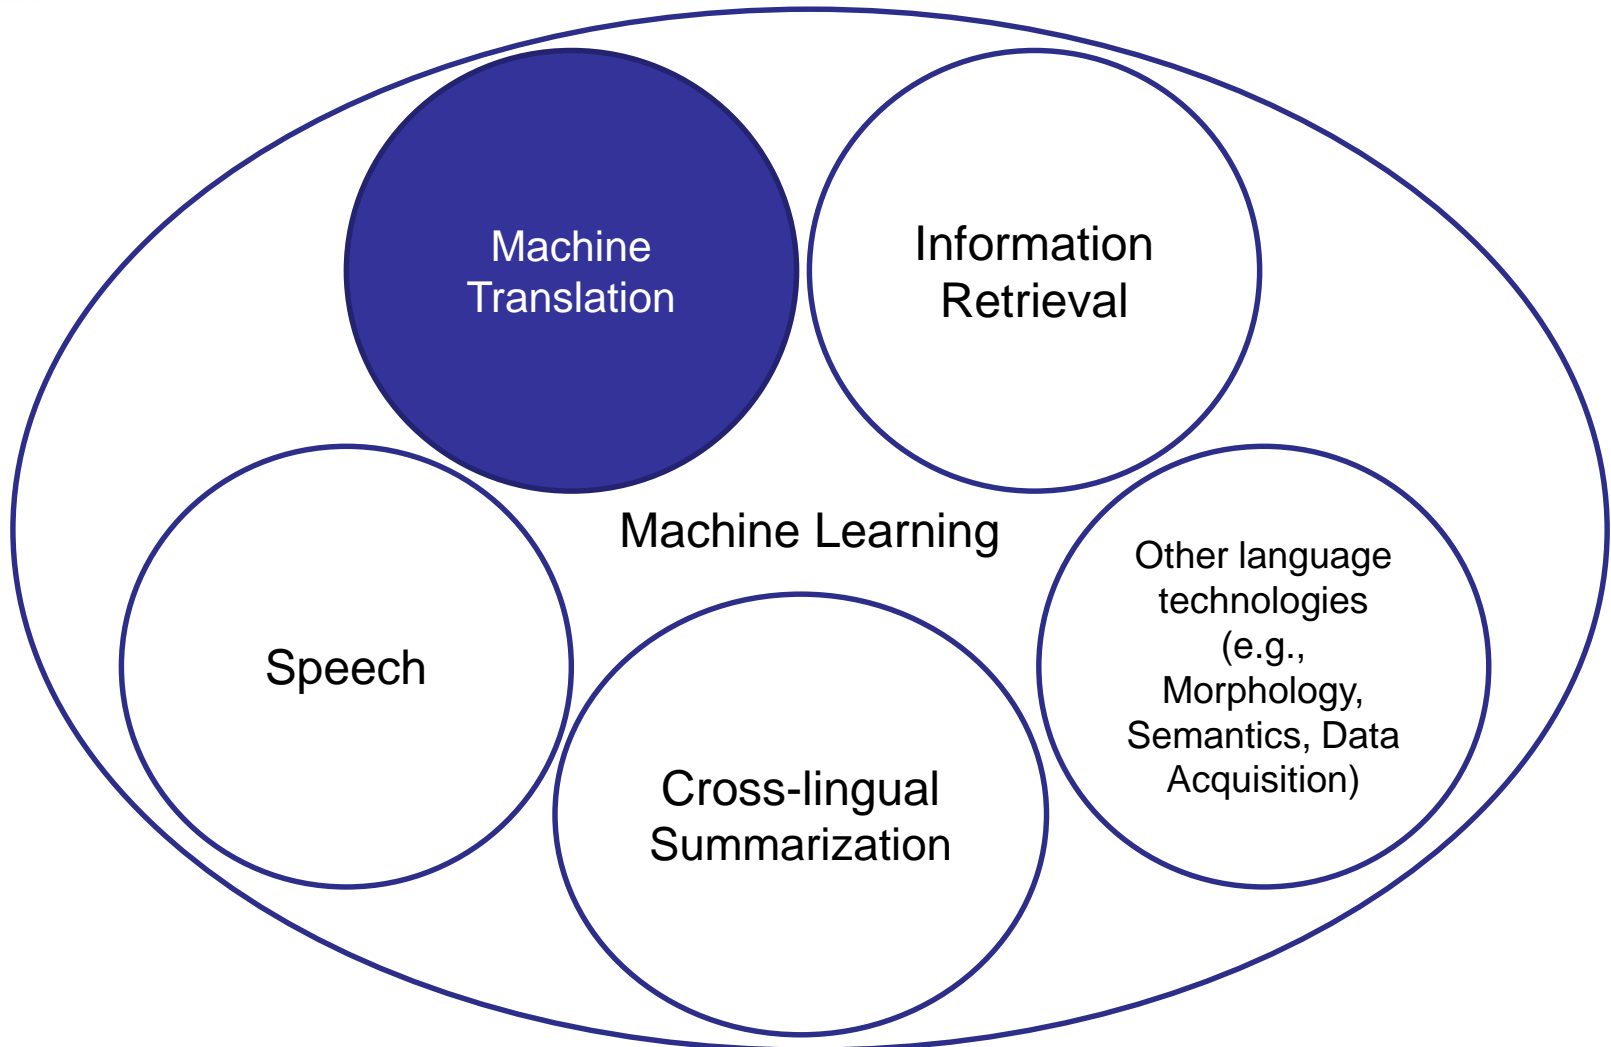 Machine
Translation
Information
Retrieval
Machine Learning
Speech
Other language
technologies
(e.g.,
Morphology,
Semantics, Data
Acquisition)
Cross-lingual
Summarization